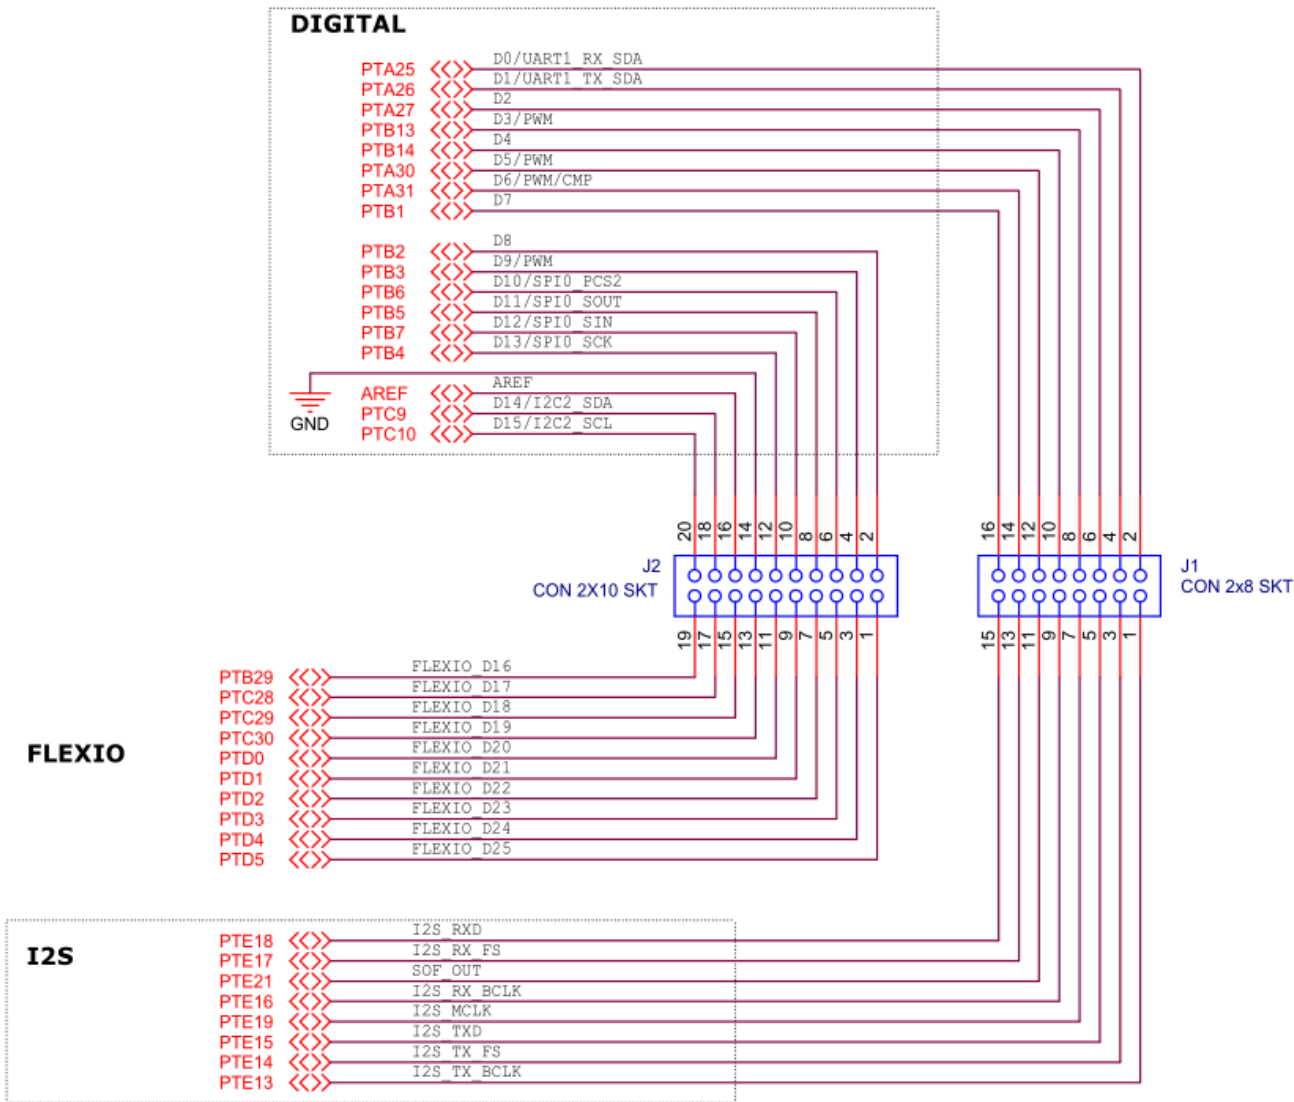 DIGITAL
PTA25 D0/UART1_RX_SDA
PTA26 D1/UART1_TX_SDA
PTA27 D2
PTB13 D3/PWM
PTB14 D4
PTA30 D5/PWM
PTA31 D6/PWM/CMP
PTB1 D7
PTB2 D8
PTB3 D9/PWM
PTB6 D10/SPI0_PCS2
PTB5 D11/SPI0_SOUT
PTB7 D12/SPI0_SIN
PTB4 D13/SPI0_SCK
AREF AREF
PTC9 D14/I2C2_SDA
GND
PTC10 D15/I2C2_SCL
20 18 16 14 12 10 8 6 4 2
16 14 12 10 8 6 4 2
J2
CON 2X10 SKT
J1
CON 2x8 SKT
19 17 15 13 11 9 7 5 3 1
15 13 11 9 7 5 3 1
FLEXIO
PTB29 FLEXIO_D16
PTC28 FLEXIO_D17
PTC29 FLEXIO_D18
PTC30 FLEXIO_D19
PTD0 FLEXIO_D20
PTD1 FLEXIO_D21
PTD2 FLEXIO_D22
PTD3 FLEXIO_D23
PTD4 FLEXIO_D24
PTD5 FLEXIO_D25
I2S
PTE18 I2S_RXD
PTE17 I2S_RX_FS
PTE21 SOF_OUT
PTE16 I2S_RX_BCLK
PTE19 I2S_MCLK
PTE15 I2S_TXD
PTE14 I2S_TX_FS
PTE13 I2S_TX_BCLK